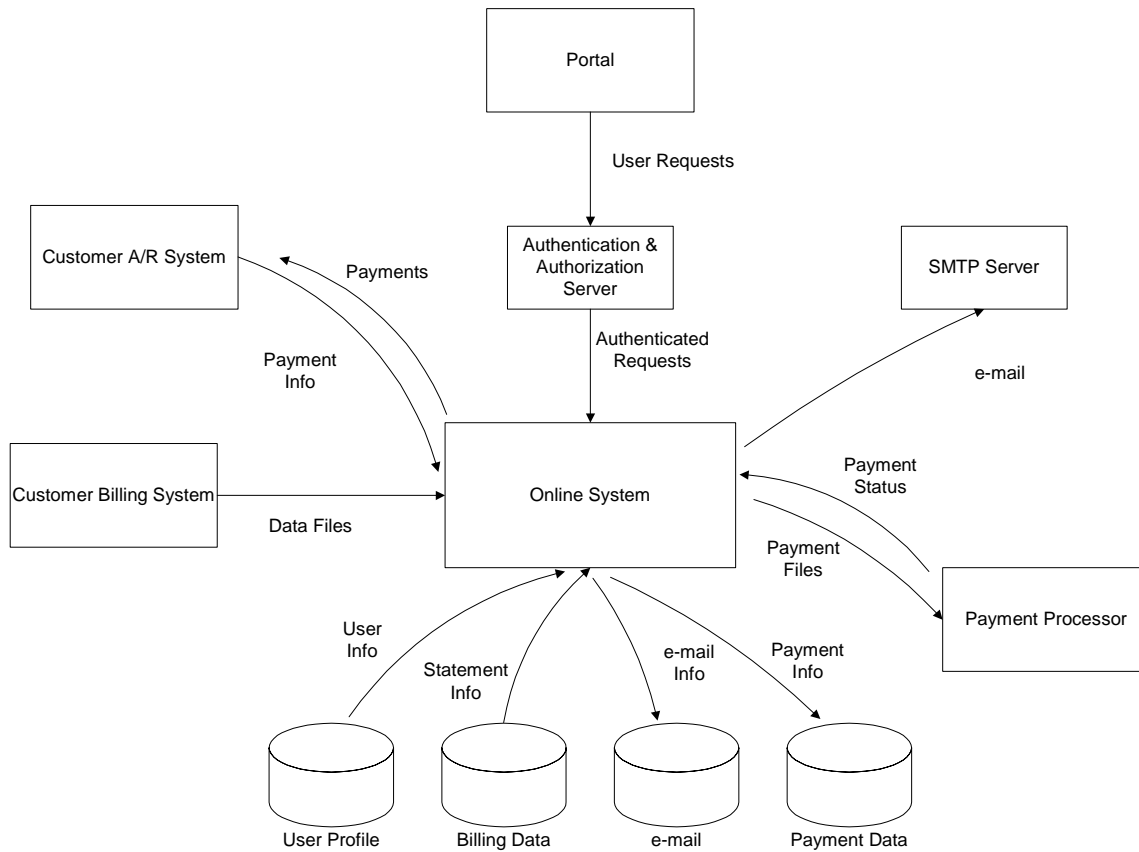 Portal
User Requests
Customer A/R System
Payments
Authentication &
Authorization
Server
SMTP Server
Payment
Info
Authenticated
Requests
e-mail
Customer Billing System
Data Files
Online System
Payment
Status
Payment
Files
Payment Processor
User
Info
Statement
Info
e-mail
Info
Payment
Info
User Profile
Billing Data
e-mail
Payment Data